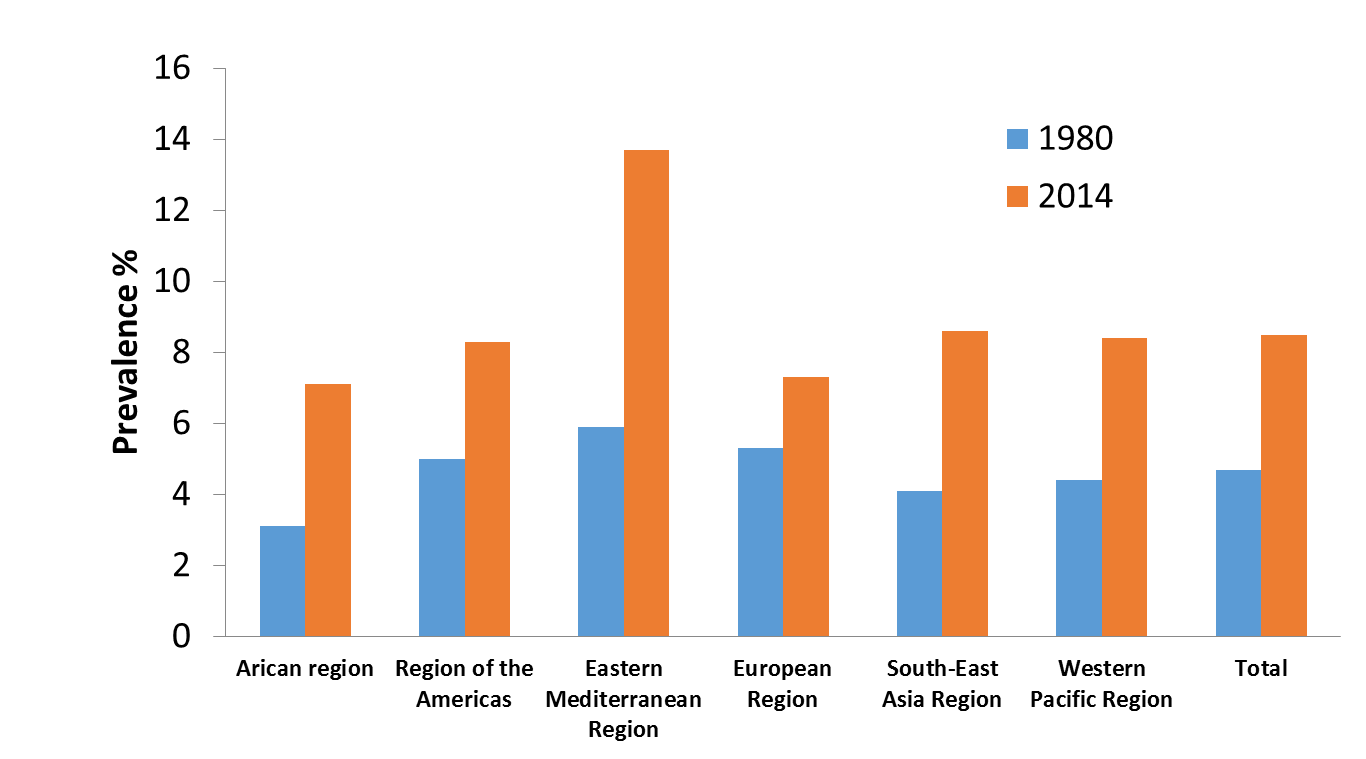 16
14
12
10
8
6
4
2
0
Prevalence %
1980
2014
Arican region
Region of the
Americas
Eastern
Mediterranean
Region
European
Region
South-East
Asia Region
Western
Pacific Region
Total